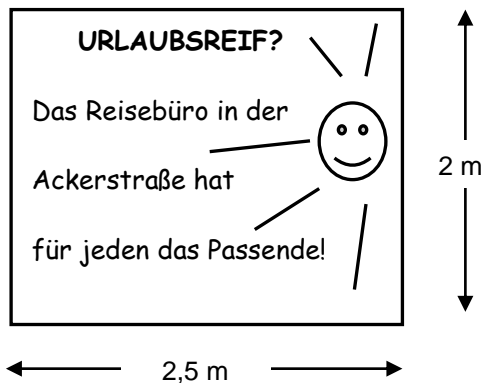 URLAUBSREIF?
Das Reisebüro in der
Ackerstraße hat
für jeden das Passende!
2 m
2,5 m